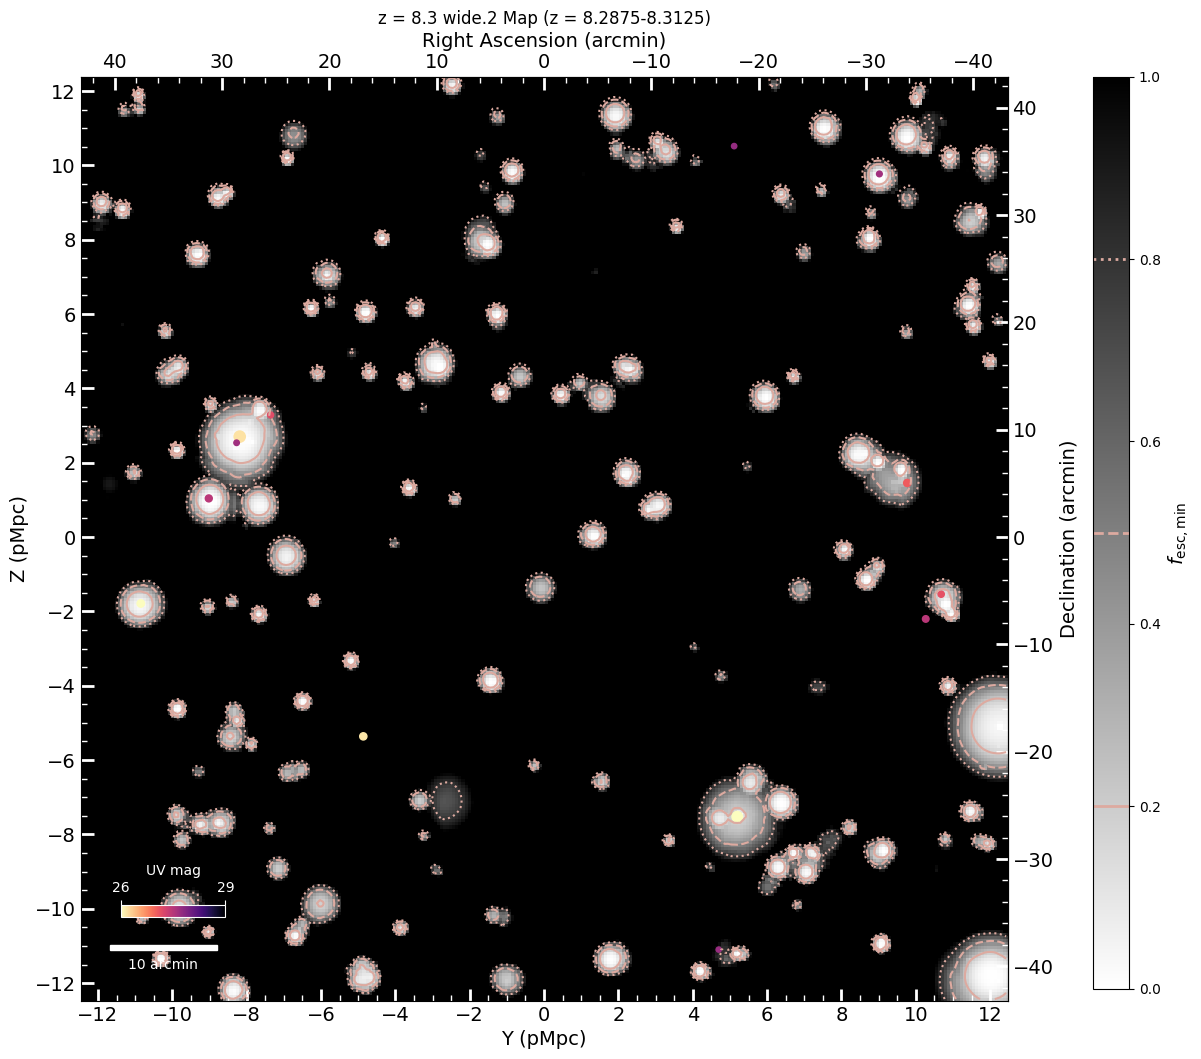 z = 8.3 wide.2 Map (z = 8.2875-8.3125)
Right Ascension (arcmin)
40 30 20 10 0 −10 −20 −30 −40
12 10 8 6 4 2 0 −2 −4 −6 −8 −10 −12
Z (pMpc)
40 30 20 10 0 −10 −20 −30 −40
Declination (arcmin)
1.0 0.8 0.6 0.4 0.2 0.0
fesc,min
UV mag
26 29
10 arcmin
−12 −10 −8 −6 −4 −2 0 2 4 6 8 10 12
Y (pMpc)